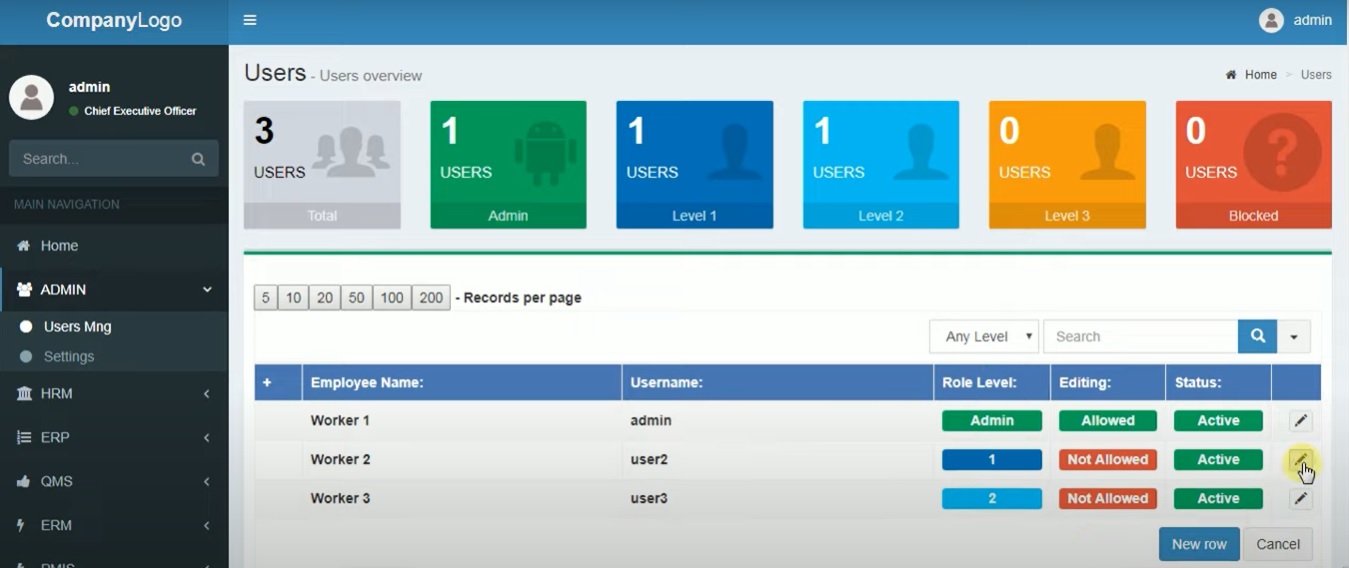 CompanyLogo
admin
admin
Chief Executive Officer
Search...
MAIN NAVIGATION
Home
ADMIN
Users Mng
Settings
HRM
ERP
QMS
ERM
Users - Users overview
Home > Users
3
USERS
Total
1
USERS
Admin
1
USERS
Level 1
1
USERS
Level 2
0
USERS
Level 3
0
USERS
Blocked
5 10 20 50 100 200 - Records per page
Any Level Search
+ Employee Name: Username: Role Level: Editing: Status:
Worker 1 admin Admin Allowed Active
Worker 2 user2 1 Not Allowed Active
Worker 3 user3 2 Not Allowed Active
New row Cancel